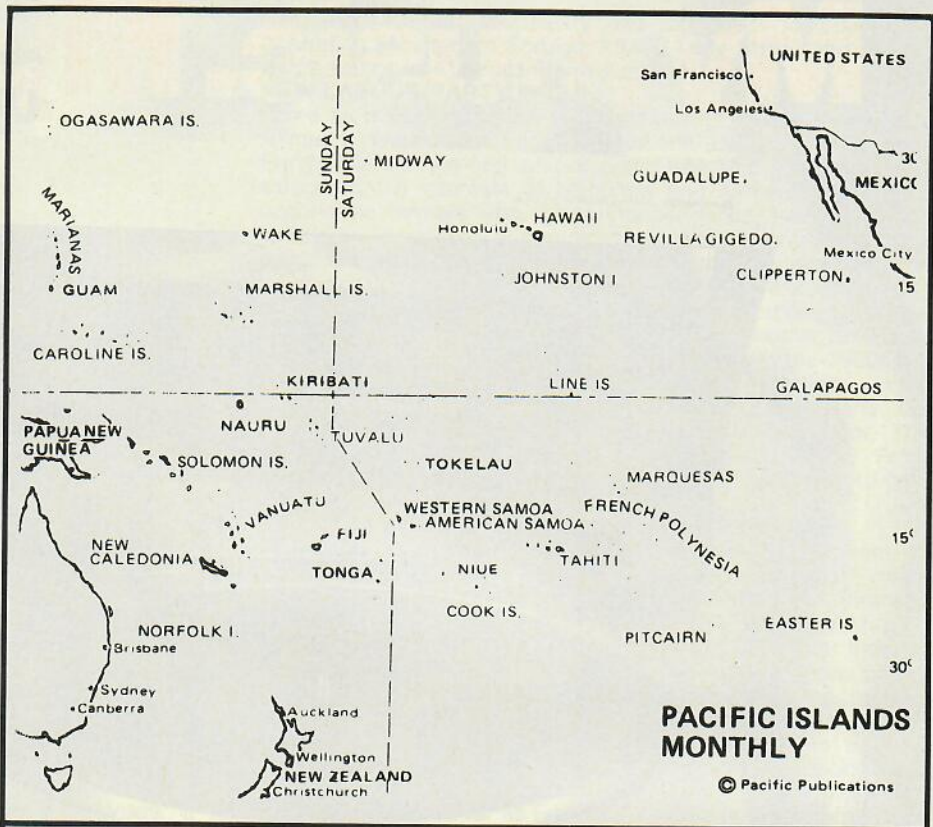 UNITED STATES
San Francisco
Los Angeles
OGASAWARA IS.
SUNDAY
SATURDAY
MIDWAY
30
GUADALUPE.
MEXIC
MARIANAS
HAWAII
Honolulu
WAKE
REVILLA GIGEDO.
Mexico City
JOHNSTON I
CLIPPERTON
GUAM
MARSHALL IS.
15
CAROLINE IS.
KIRIBATI
LINE IS
GALAPAGOS
NAURU
TUVALU
PAPUA NEW
GUINEA
SOLOMON IS.
TOKELAU
MARQUESAS
VANUATU
WESTERN SAMOA
AMERICAN SAMOA
FRENCH POLYNESIA
FIJI
15°
NEW
CALEDONIA
TAHITI
TONGA
NIUE
COOK IS.
NORFOLK I.
PITCAIRN
EASTER IS
Brisbane
30°
Sydney
Canberra
Auckland
PACIFIC ISLANDS
MONTHLY
Wellington
NEW ZEALAND
Christchurch
© Pacific Publications